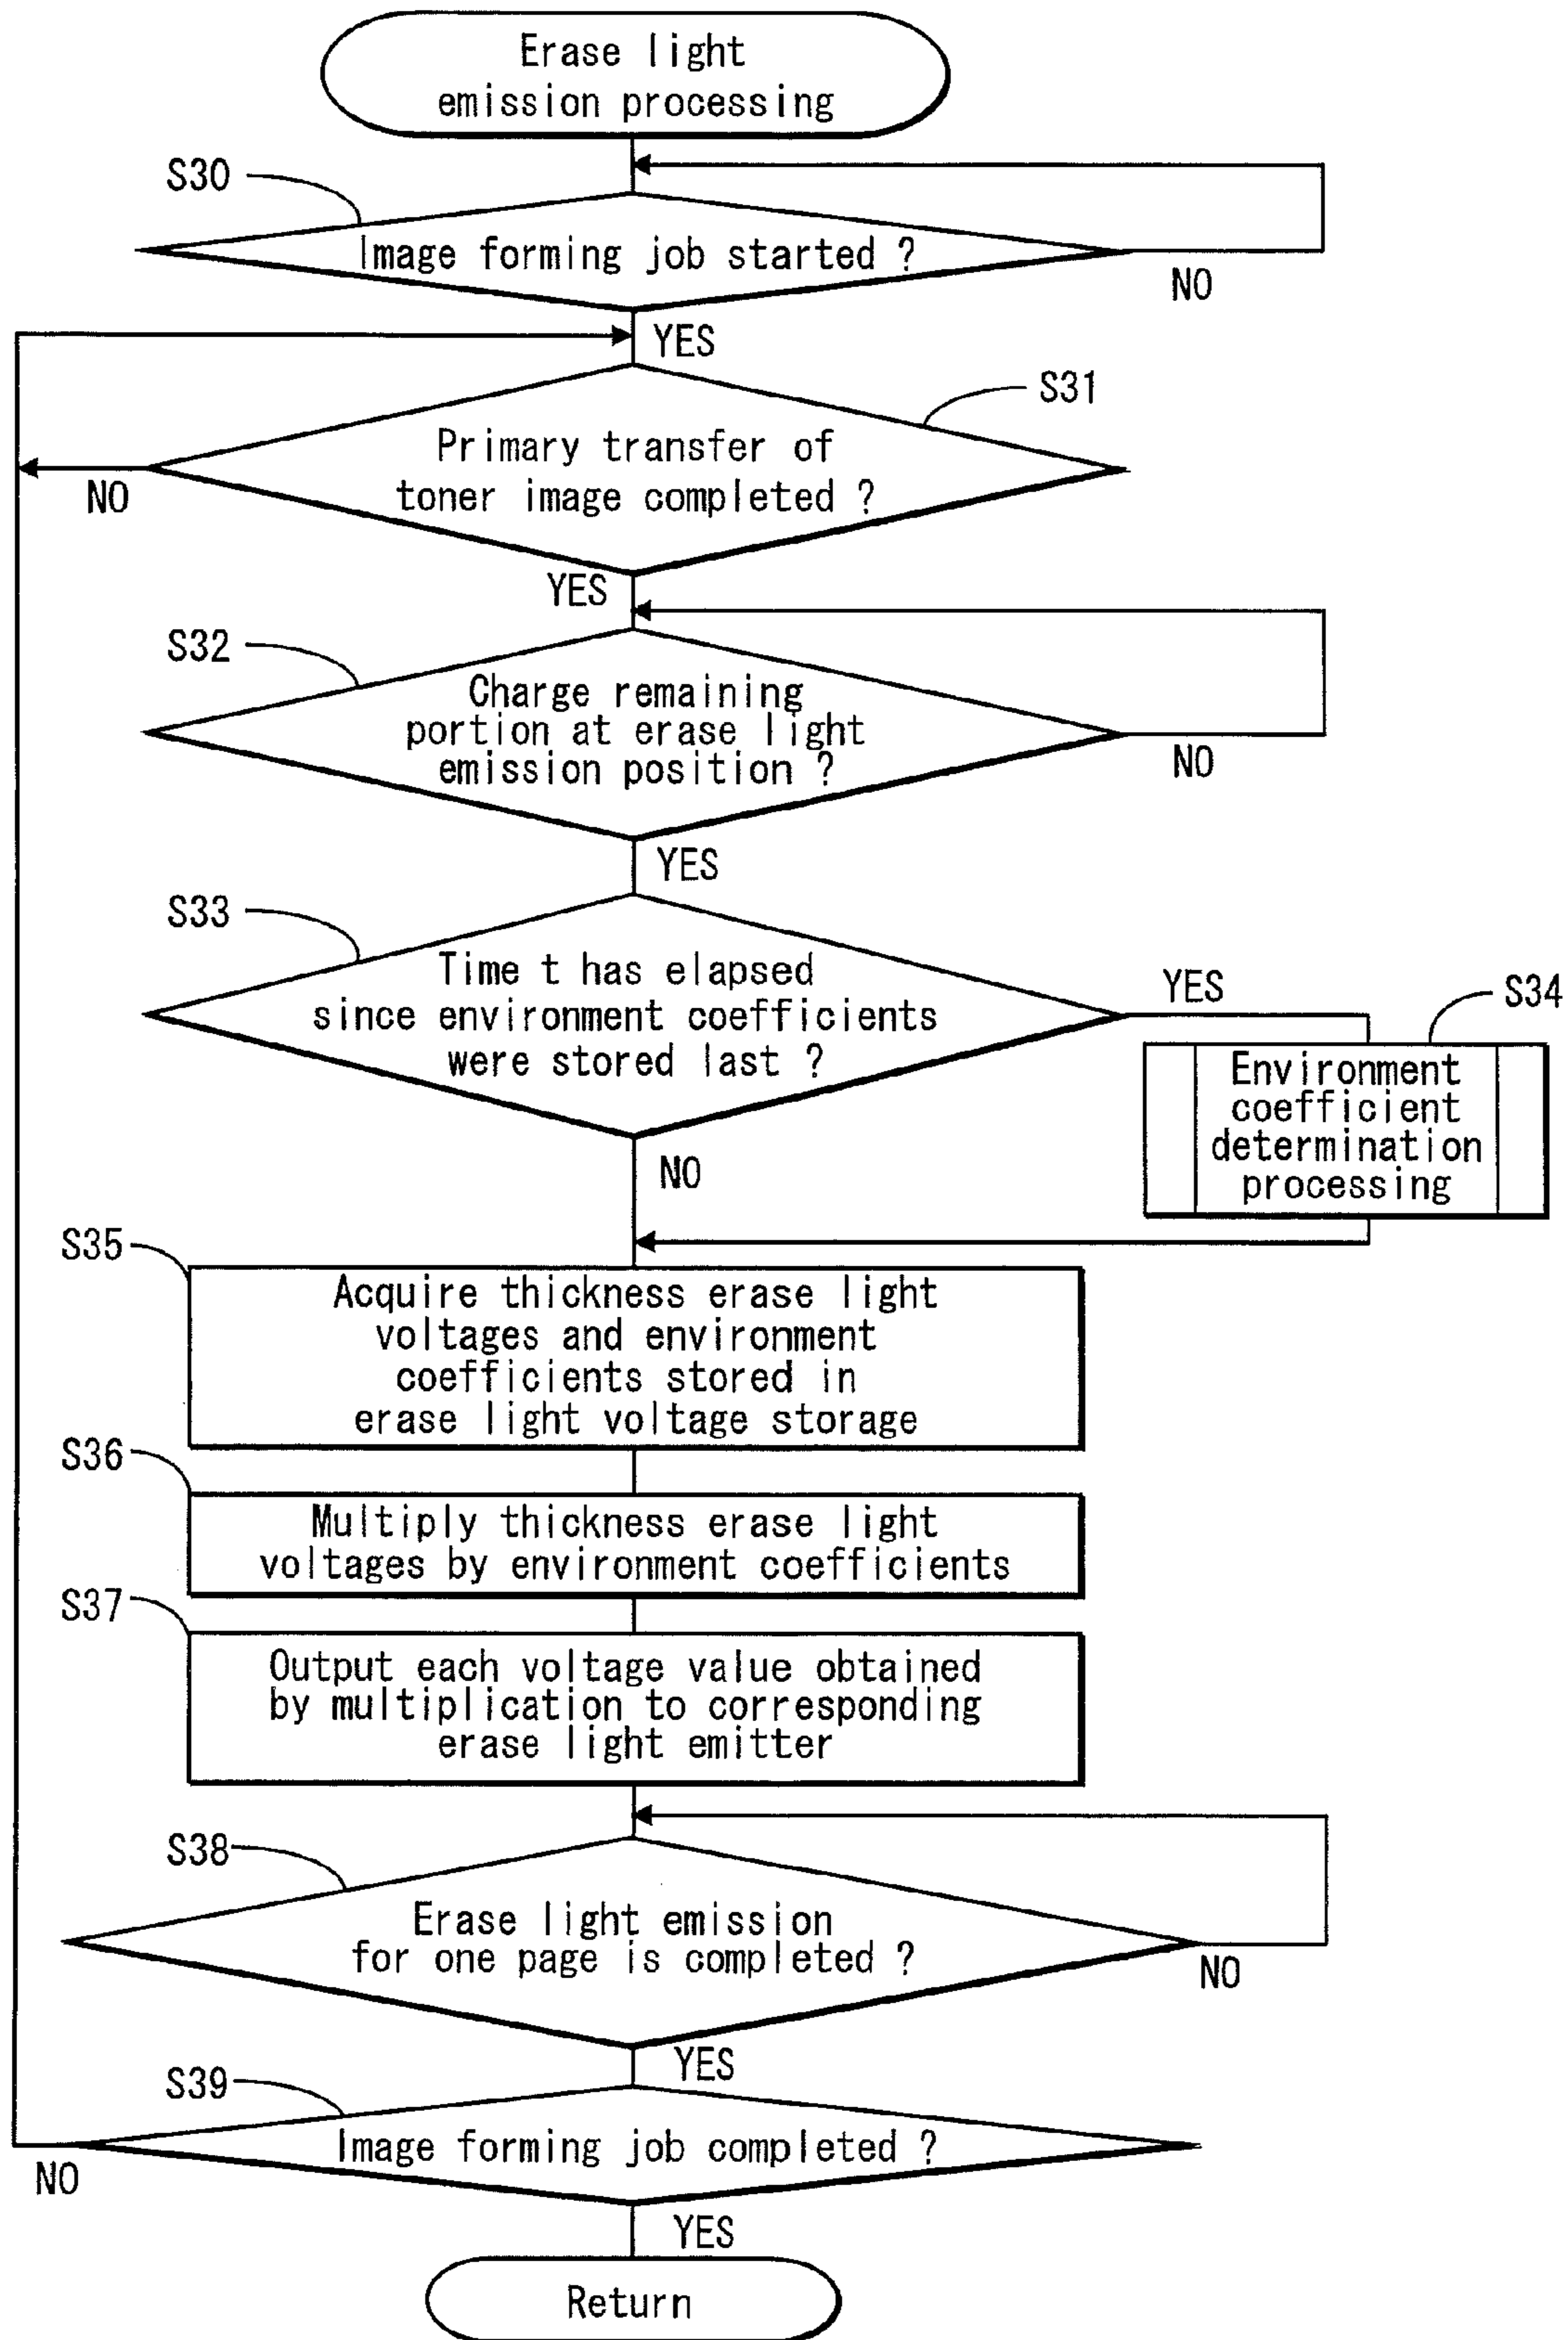 Erase light
emission processing
S30
Image forming job started ?
NO
YES
S31
Primary transfer of
toner image completed ?
NO
YES
S32
Charge remaining
portion at erase light
emission position ?
NO
YES
S33
Time t has elapsed
since environment coefficients
were stored last ?
YES
S34
Environment
coefficient
determination
processing
NO
S35
Acquire thickness erase light
voltages and environment
coefficients stored in
erase light voltage storage
S36
Multiply thickness erase light
voltages by environment coefficients
S37
Output each voltage value obtained
by multiplication to corresponding
erase light emitter
S38
Erase light emission
for one page is completed ?
NO
YES
S39
Image forming job completed ?
NO
YES
Return